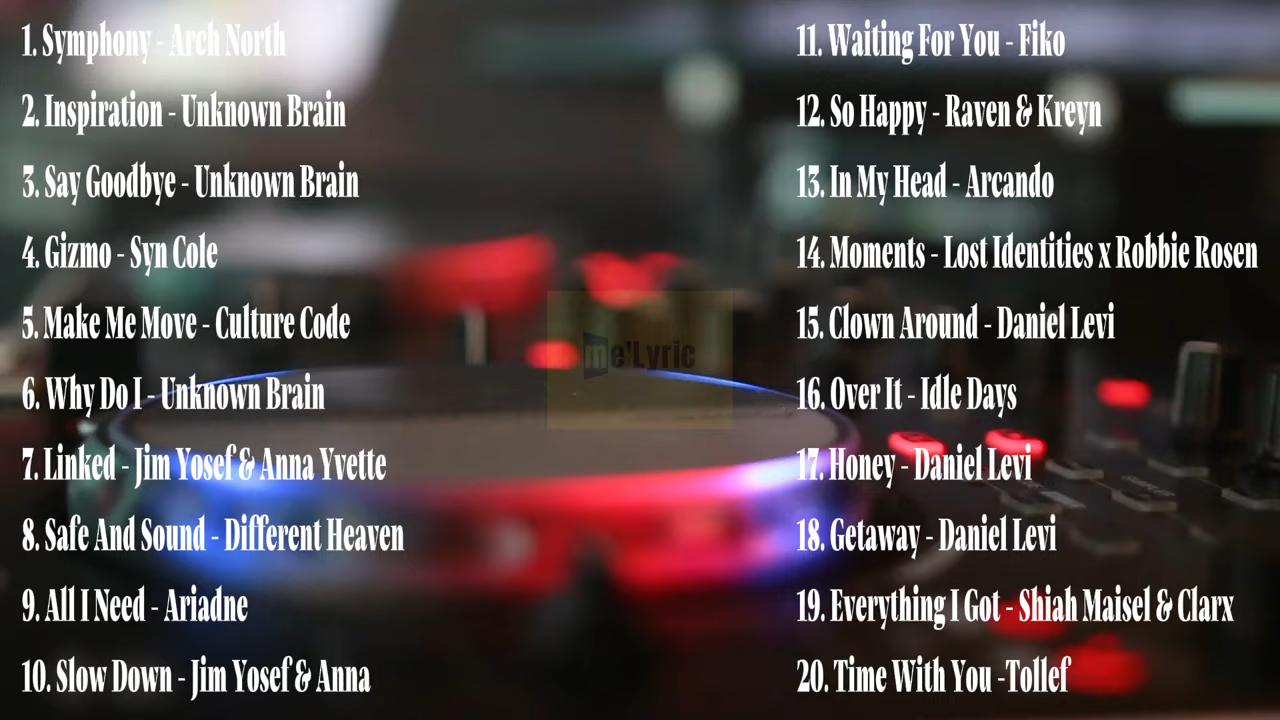 1. Symphony - Arch North
2. Inspiration - Unknown Brain
3. Say Goodbye - Unknown Brain
4. Gizmo - Syn Cole
5. Make Me Move - Culture Code
6. Why Do I - Unknown Brain
7. Linked - Jim Yosef & Anna Yvette
8. Safe And Sound - Different Heaven
9. All I Need - Ariadne
10. Slow Down - Jim Yosef & Anna
11. Waiting For You - Fiko
12. So Happy - Raven & Kreyn
13. In My Head - Arcando
14. Moments - Lost Identities x Robbie Rosen
15. Clown Around - Daniel Levi
16. Over It - Idle Days
17. Honey - Daniel Levi
18. Getaway - Daniel Levi
19. Everything I Got - Shiah Maisel & Clarx
20. Time With You -Tollef
me'Lyric